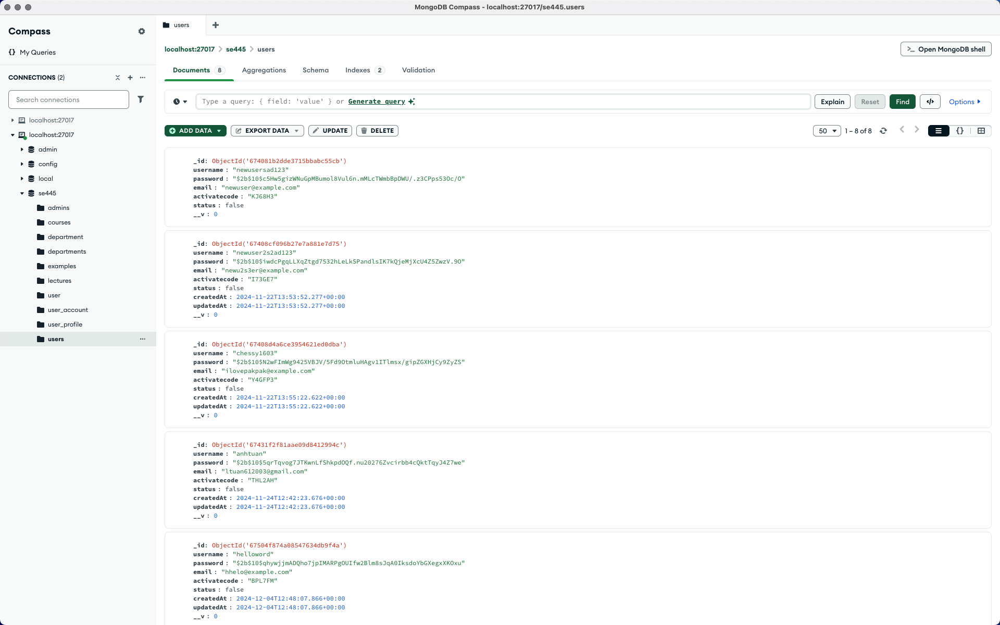 MongoDB Compass - localhost:27017/se445.users
Compass
{} My Queries
CONNECTIONS (2)
Search connections
localhost:27017
localhost:27017
admin
config
local
se445
admins
courses
department
departments
examples
lectures
user
user_account
user_profile
users
users
localhost:27017 > se445 > users
>_ Open MongoDB shell
Documents 8 Aggregations Schema Indexes 2 Validation
Type a query: { field: 'value' } or Generate query
Explain Reset Find </> Options
ADD DATA EXPORT DATA UPDATE DELETE
50 1 – 8 of 8 {}
_id: ObjectId('674081b2dde3715bbabc55cb')
username : "newusersad123"
password : "$2b$10$c5Hw5gizWNuGpMBumol8Vul6n.mMLcTWmbBpDWU/.z3CPps53Oc/O"
email : "newuser@example.com"
activatecode : "KJ68H3"
status : false
__v : 0
_id: ObjectId('67408cf096b27e7a881e7d75')
username : "newuser2s2ad123"
password : "$2b$10$iwdcPgqLLXqZtgd7532hLeLkSPandlsIK7kQjeMjXcU4Z5ZwzV.9O"
email : "newu2s3er@example.com"
activatecode : "I73GE7"
status : false
createdAt : 2024-11-22T13:53:52.277+00:00
updatedAt : 2024-11-22T13:53:52.277+00:00
__v : 0
_id: ObjectId('67408d4a6ce3954621ed0dba')
username : "chessy1603"
password : "$2b$10$N2wFImWg9425VBJV/5Fd9OtmluHAgv1ITlmsx/gipZGXHjCy9ZyZS"
email : "ilovepakpak@example.com"
activatecode : "Y4GFP3"
status : false
createdAt : 2024-11-22T13:55:22.622+00:00
updatedAt : 2024-11-22T13:55:22.622+00:00
__v : 0
_id: ObjectId('67431f2f81aae09d8412994c')
username : "anhtuan"
password : "$2b$10$5qrTqvog7JTKwnLfShkpdOQf.nu20276Zvcirbb4cQktTqyJ4Z7we"
email : "ltuan612003@gmail.com"
activatecode : "THL2AH"
status : false
createdAt : 2024-11-24T12:42:23.676+00:00
updatedAt : 2024-11-24T12:42:23.676+00:00
__v : 0
_id: ObjectId('67504f874a08547634db9f4a')
username : "helloword"
password : "$2b$10$qhywjjmADQho7jpIMARPgOUIfw2Blm8sJqA0IksdoYbGXegxXKOxu"
email : "hhelo@example.com"
activatecode : "BPL7FM"
status : false
createdAt : 2024-12-04T12:48:07.866+00:00
updatedAt : 2024-12-04T12:48:07.866+00:00
__v : 0